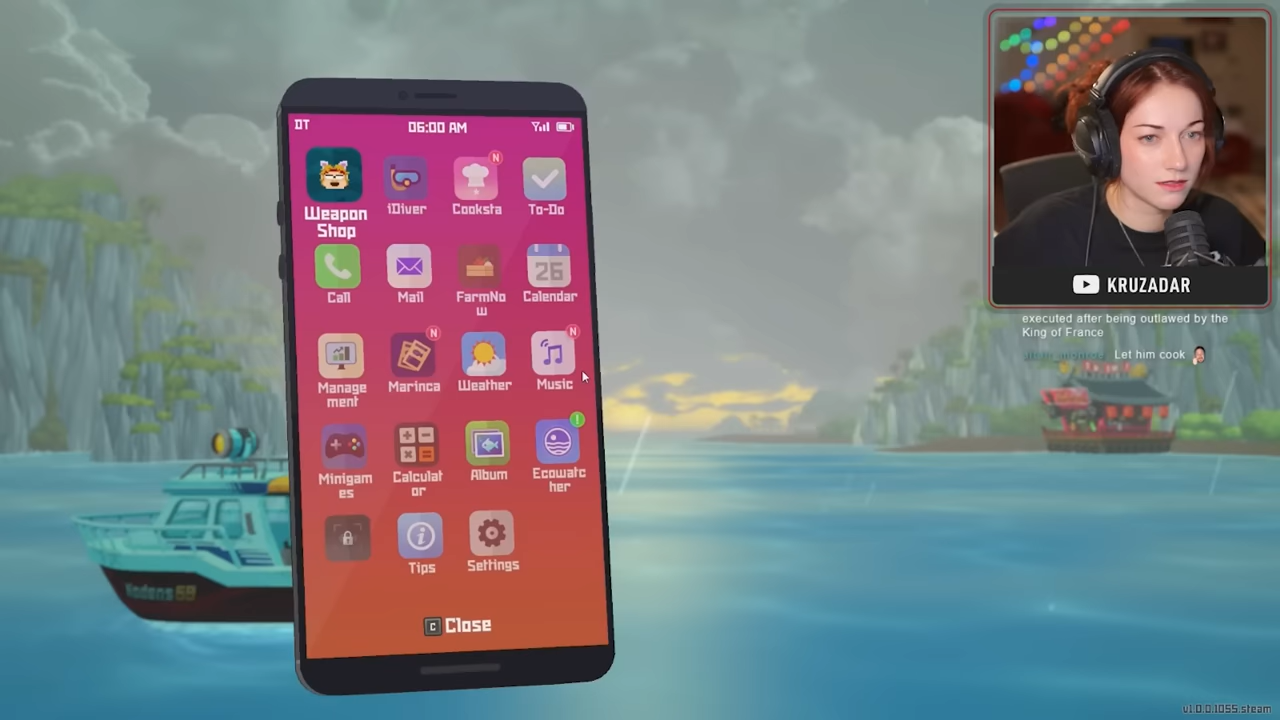 DT
06:00 AM
N
Weapon
Shop
iDiver
Cooksta
To-Do
26
Call
Mail
FarmNo
w
Calendar
N
N
Manage
ment
Marinca
Weather
Music
!
Minigam
es
Calculat
or
Album
Ecowatc
her
Tips
Settings
C Close
KRUZADAR
executed after being outlawed by the
King of France
Let him cook
v1.0.0.1055.steam